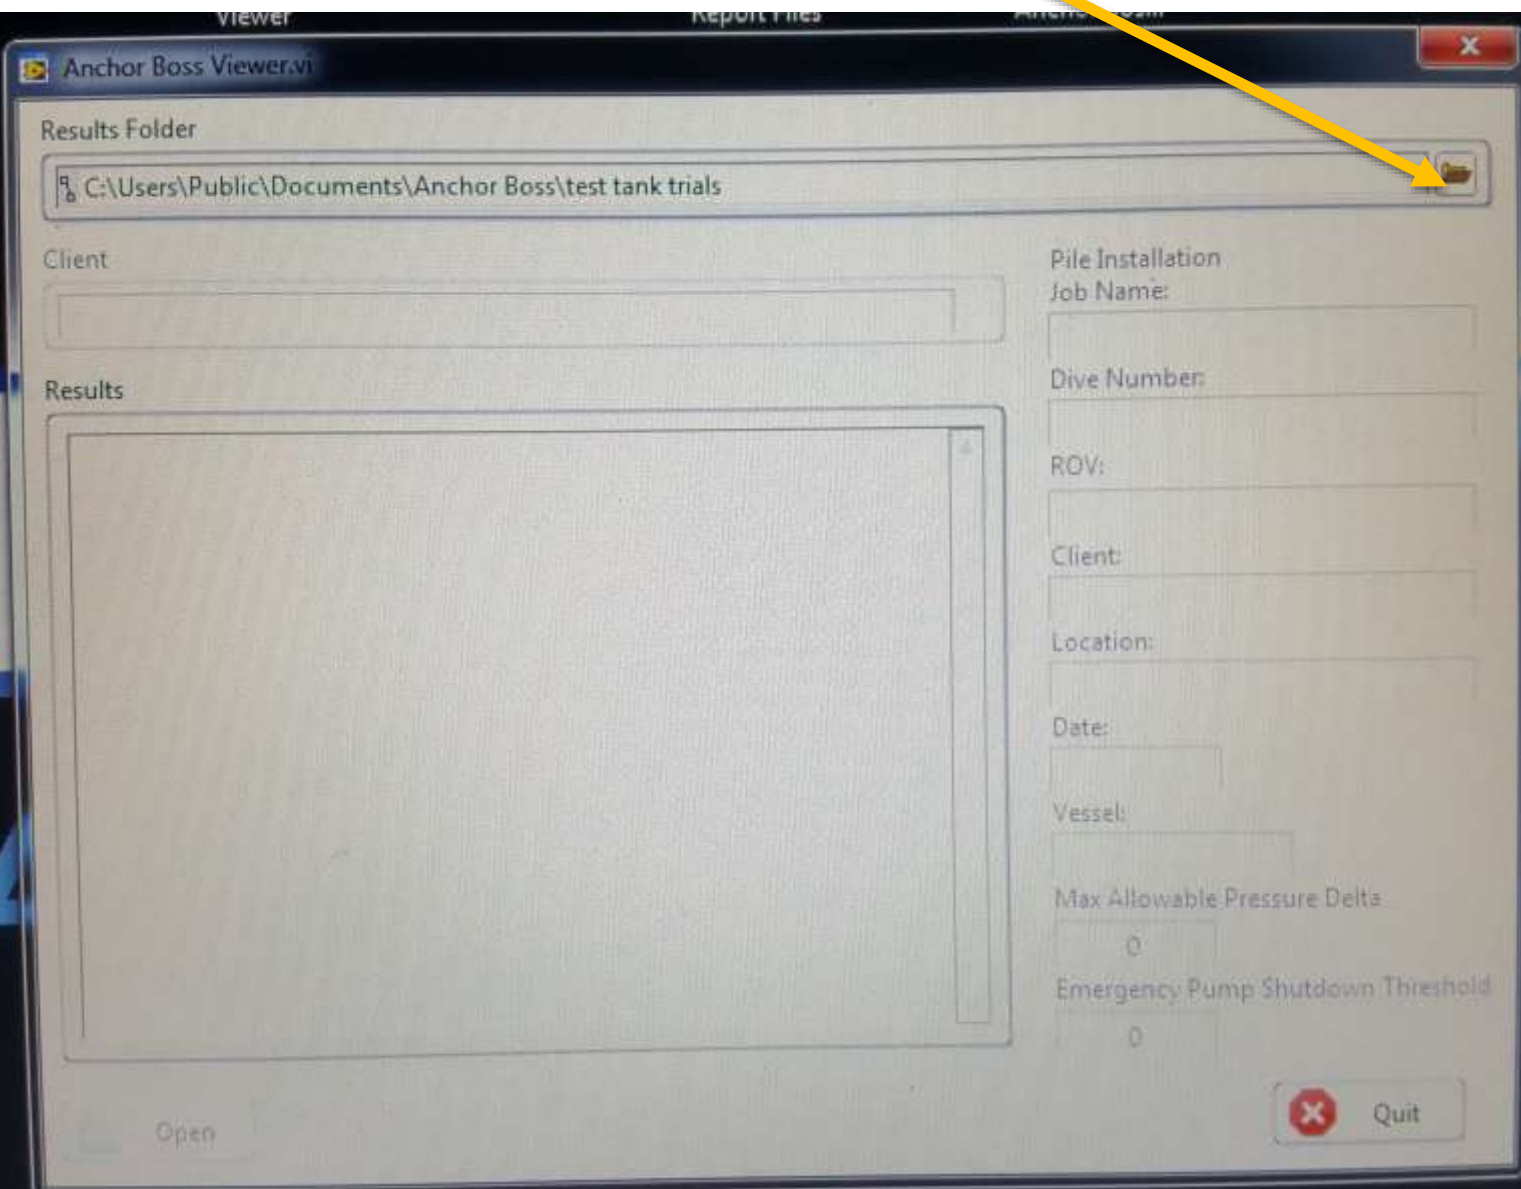 Viewer
Report Files
Anchor Boss Viewer.vi
Results Folder
C:\Users\Public\Documents\Anchor Boss\test tank trials
Client
Pile Installation
Job Name:
Dive Number:
Results
ROV:
Client:
Location:
Date:
Vessel:
Max Allowable Pressure Delta
0
Emergency Pump Shutdown Threshold
0
Open
Quit